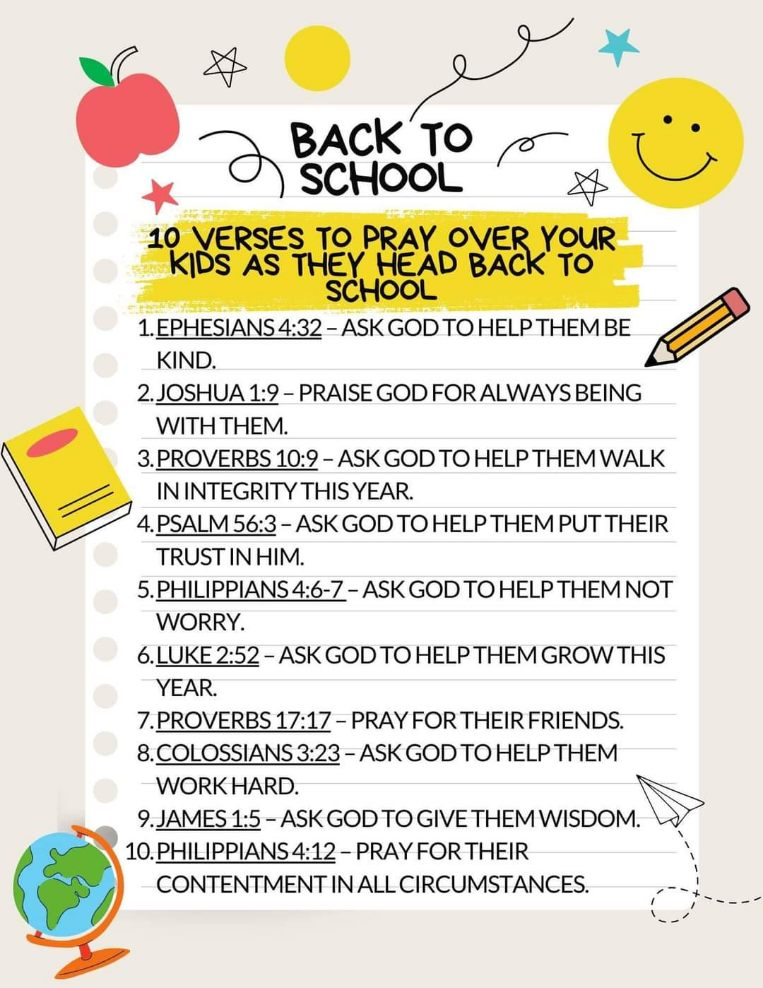 BACK TO
SCHOOL
10 VERSES TO PRAY OVER YOUR
KIDS AS THEY HEAD BACK TO
SCHOOL
1. EPHESIANS 4:32 – ASK GOD TO HELP THEM BE
KIND.
2. JOSHUA 1:9 – PRAISE GOD FOR ALWAYS BEING
WITH THEM.
3. PROVERBS 10:9 – ASK GOD TO HELP THEM WALK
IN INTEGRITY THIS YEAR.
4. PSALM 56:3 – ASK GOD TO HELP THEM PUT THEIR
TRUST IN HIM.
5. PHILIPPIANS 4:6-7 – ASK GOD TO HELP THEM NOT
WORRY.
6. LUKE 2:52 – ASK GOD TO HELP THEM GROW THIS
YEAR.
7. PROVERBS 17:17 – PRAY FOR THEIR FRIENDS.
8. COLOSSIANS 3:23 – ASK GOD TO HELP THEM
WORK HARD.
9. JAMES 1:5 – ASK GOD TO GIVE THEM WISDOM.
10. PHILIPPIANS 4:12 – PRAY FOR THEIR
CONTENTMENT IN ALL CIRCUMSTANCES.